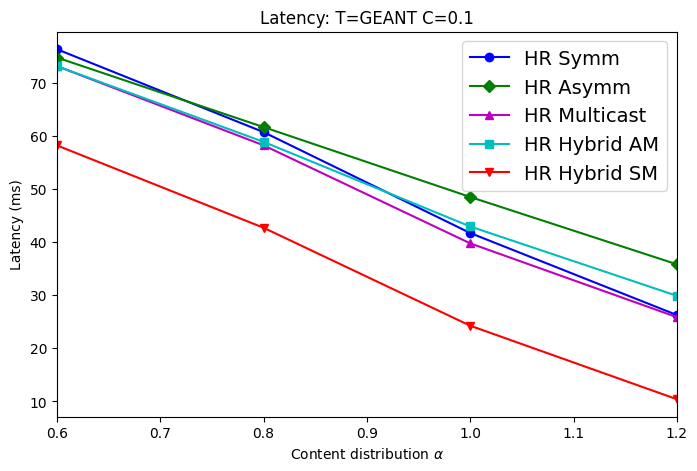 Latency: T=GEANT C=0.1
HR Symm
HR Asymm
HR Multicast
HR Hybrid AM
HR Hybrid SM
Latency (ms)
70
60
50
40
30
20
10
0.6 0.7 0.8 0.9 1.0 1.1 1.2
Content distribution α